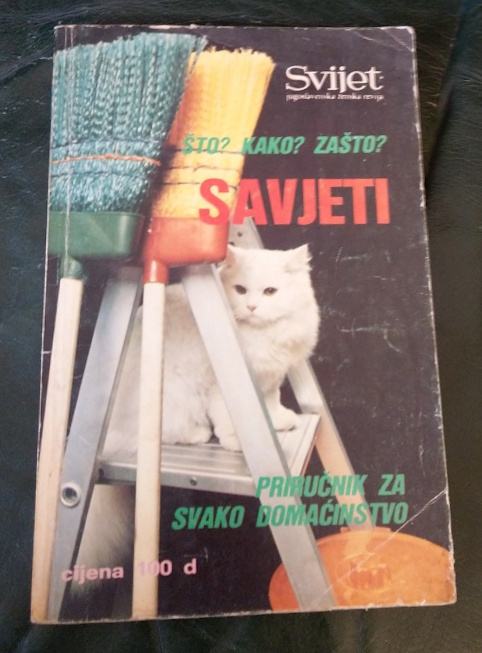 Svijet
jugoslavenska ženska revija
ŠTO? KAKO? ZAŠTO?
SAVJETI
PRIRUČNIK ZA
SVAKO DOMAĆINSTVO
cijena 100 d